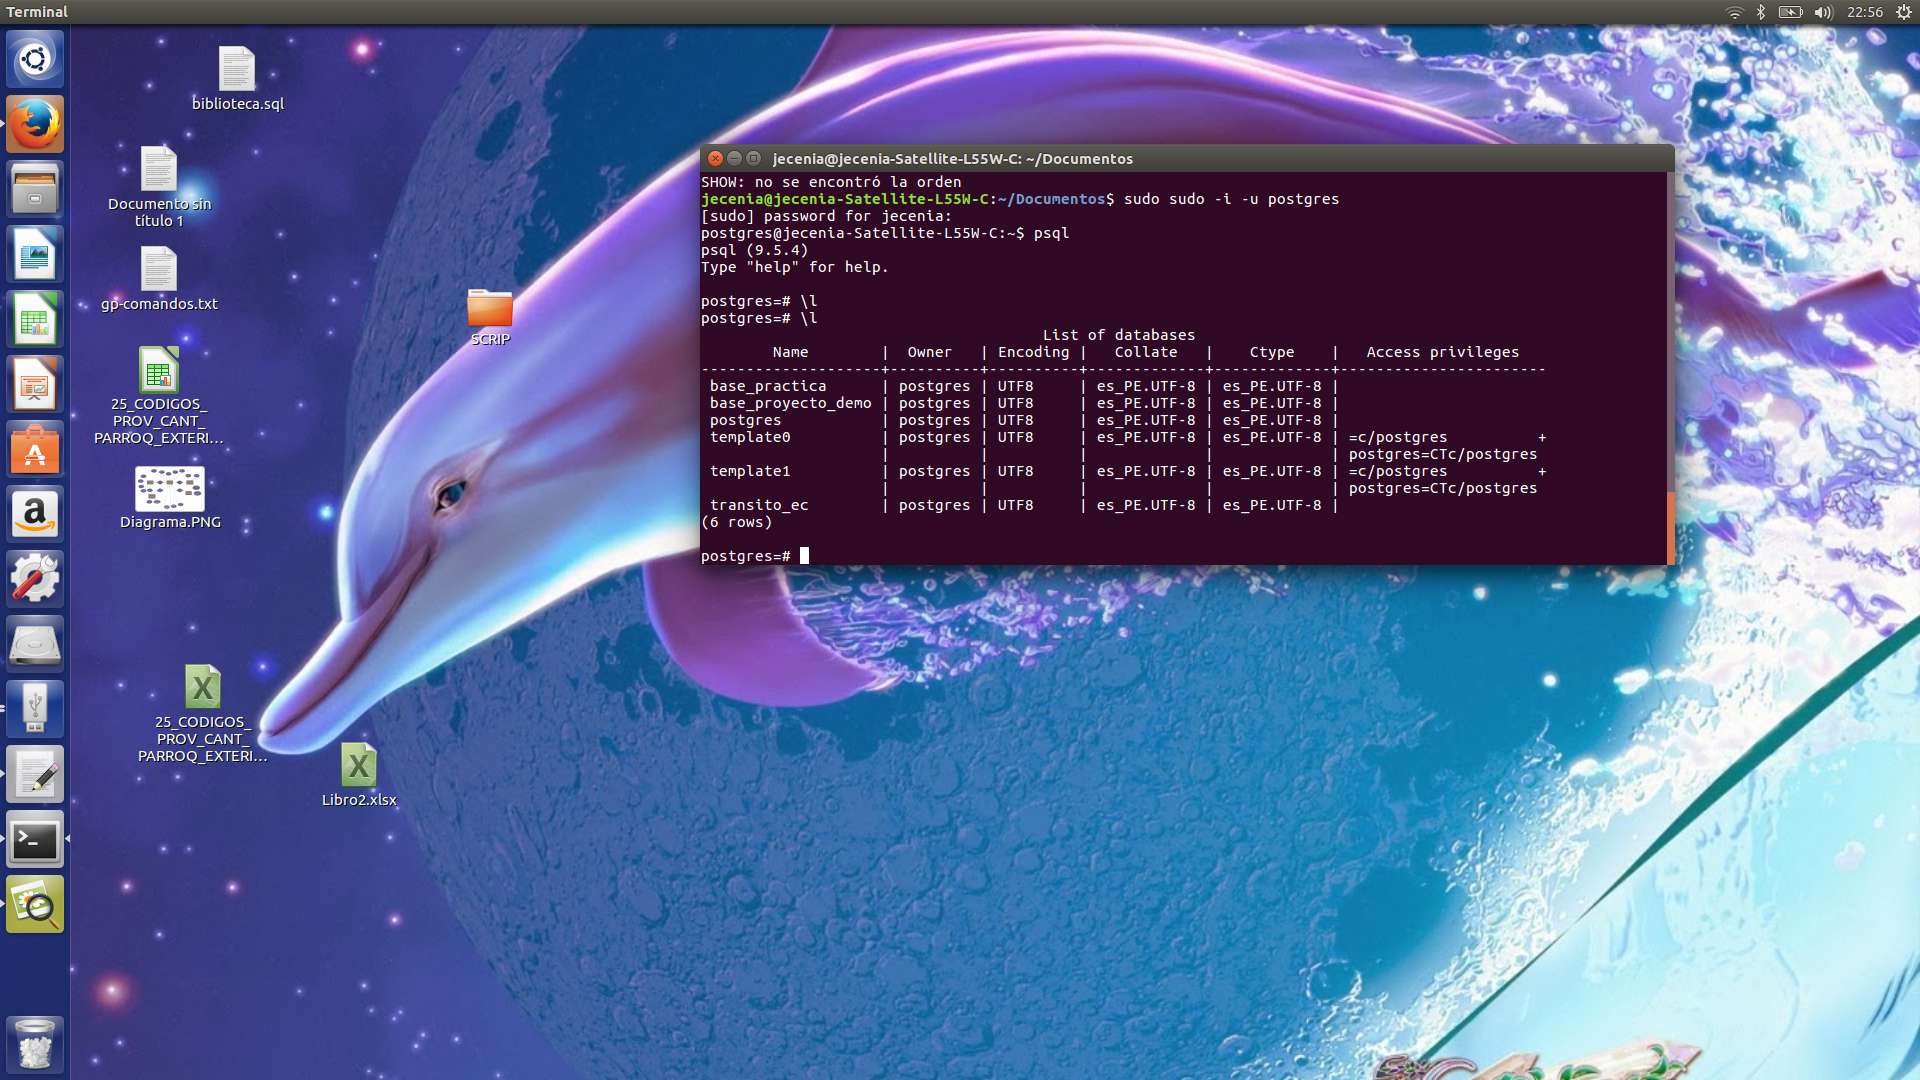 Terminal
22:56
biblioteca.sql
Documento sin
título 1
gp-comandos.txt
25_CODIGOS_
PROV_CANT_
PARROQ_EXTERI...
Diagrama.PNG
SCRIP
25_CODIGOS_
PROV_CANT_
PARROQ_EXTERI...
Libro2.xlsx
jecenia@jecenia-Satellite-L55W-C: ~/Documentos
SHOW: no se encontró la orden
jecenia@jecenia-Satellite-L55W-C:~/Documentos$ sudo sudo -i -u postgres
[sudo] password for jecenia:
postgres@jecenia-Satellite-L55W-C:~$ psql
psql (9.5.4)
Type "help" for help.
postgres=# \l
postgres=# \l
List of databases
Name | Owner | Encoding | Collate | Ctype | Access privileges
--------------------+----------+----------+-------------+-------------+-----------------------
base_practica | postgres | UTF8 | es_PE.UTF-8 | es_PE.UTF-8 |
base_proyecto_demo | postgres | UTF8 | es_PE.UTF-8 | es_PE.UTF-8 |
postgres | postgres | UTF8 | es_PE.UTF-8 | es_PE.UTF-8 |
template0 | postgres | UTF8 | es_PE.UTF-8 | es_PE.UTF-8 | =c/postgres +
| | | | | postgres=CTc/postgres
template1 | postgres | UTF8 | es_PE.UTF-8 | es_PE.UTF-8 | =c/postgres +
| | | | | postgres=CTc/postgres
transito_ec | postgres | UTF8 | es_PE.UTF-8 | es_PE.UTF-8 |
(6 rows)
postgres=#